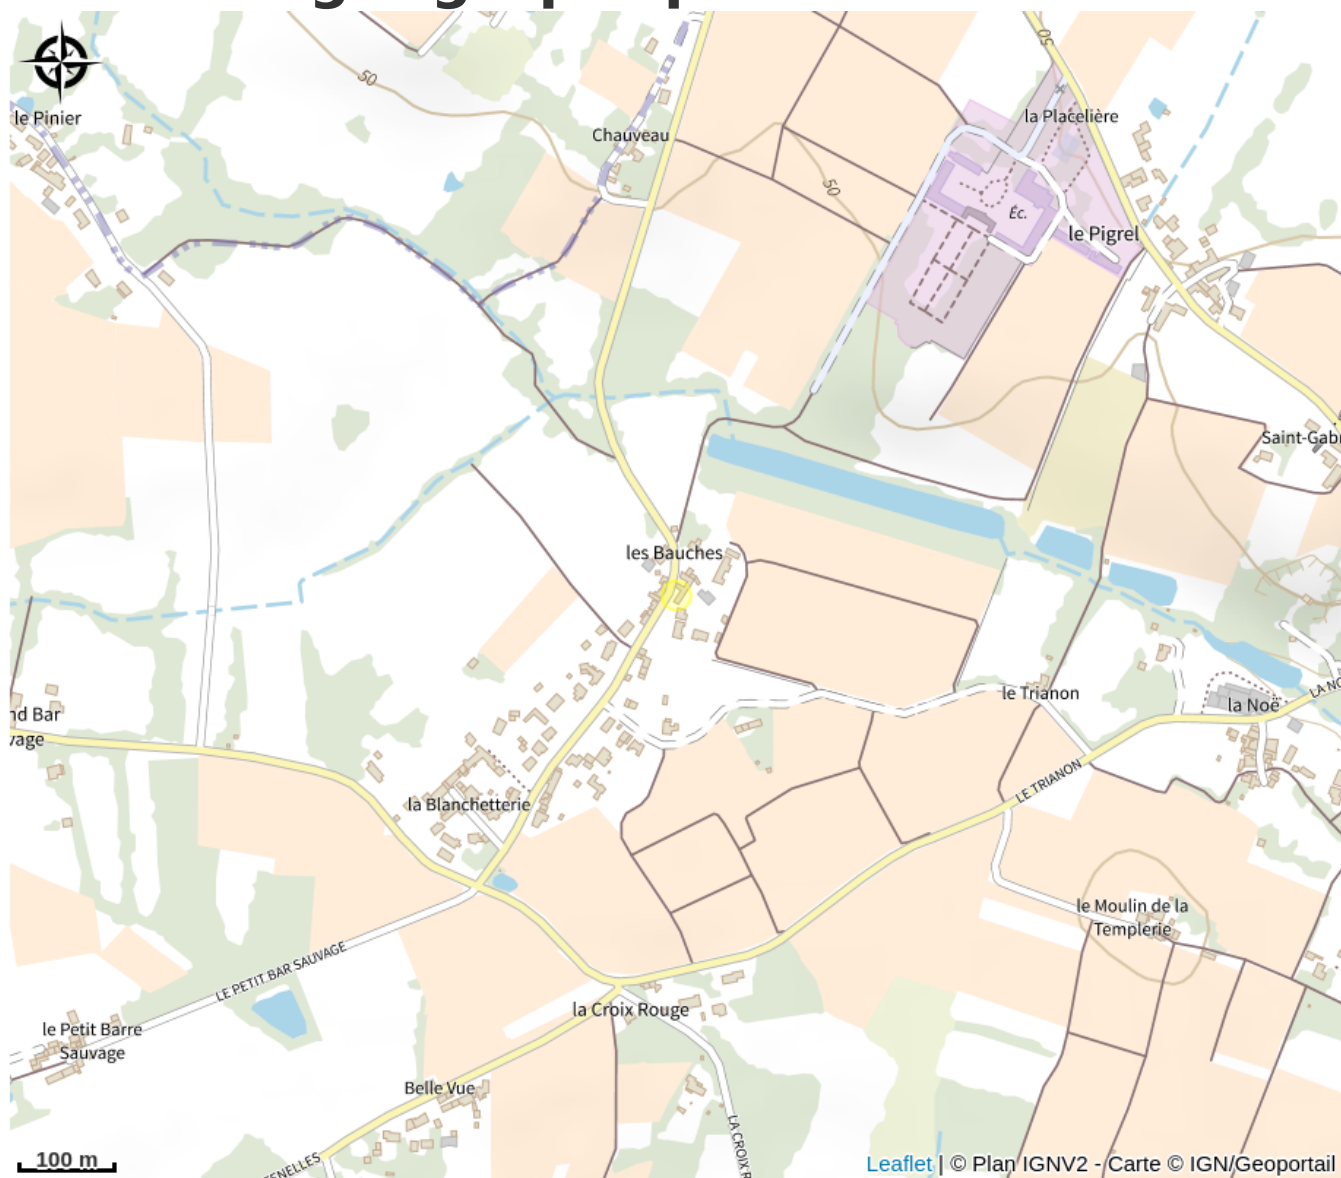 50
50
le Pinier
Chauveau
la Placelière
50
Éc.
le Pigrel
Saint-Gabr
les Bauches
le Trianon
la Noë
LA NO
nd Bar
vage
LE TRIANON
la Blanchetterie
le Moulin de la
Templerie
LE PETIT BAR SAUVAGE
la Croix Rouge
le Petit Barre
Sauvage
Belle Vue
LA CROIX R
ENELLES
100 m
Leaflet | © Plan IGNV2 - Carte © IGN/Geoportail